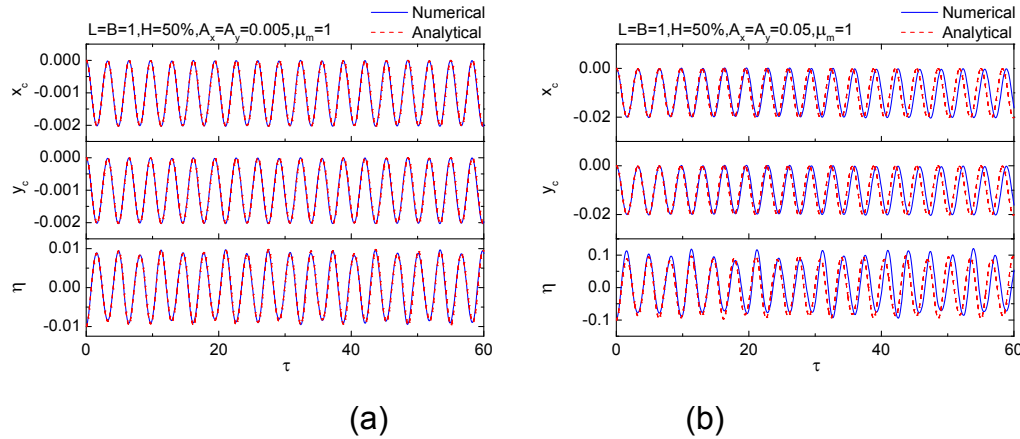 Numerical
Analytical
L=B=1,H=50%,A_x=A_y=0.005,μ_m=1
0.000
-0.001
-0.002
x_c
0.000
-0.001
-0.002
y_c
0.01
0.00
-0.01
η
0 20 40 60
τ
(a)
Numerical
Analytical
L=B=1,H=50%,A_x=A_y=0.05,μ_m=1
0.00
-0.02
x_c
0.00
-0.02
y_c
0.1
0.0
-0.1
η
0 20 40 60
τ
(b)